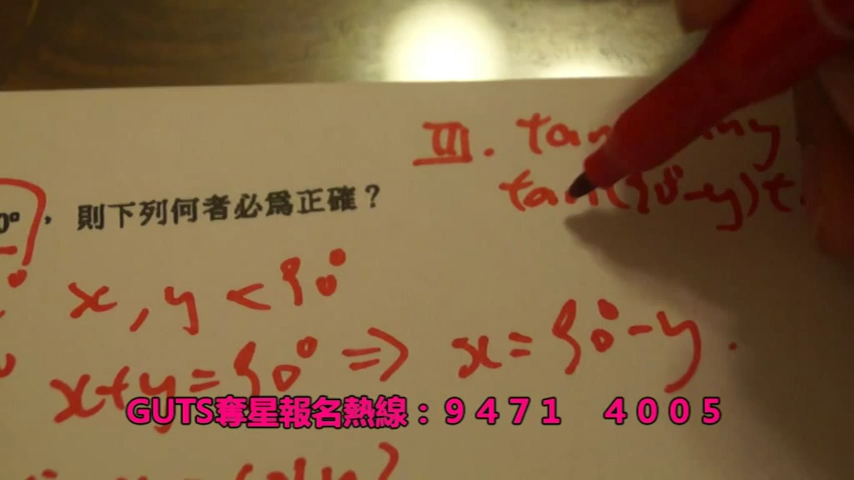 III. tan
tan(90°-y)t
0°，則下列何者必為正確？
x, y < 90°
x+y=90° ⇒ x=90°-y.
GUTS奪星報名熱線：９４７１　４００５